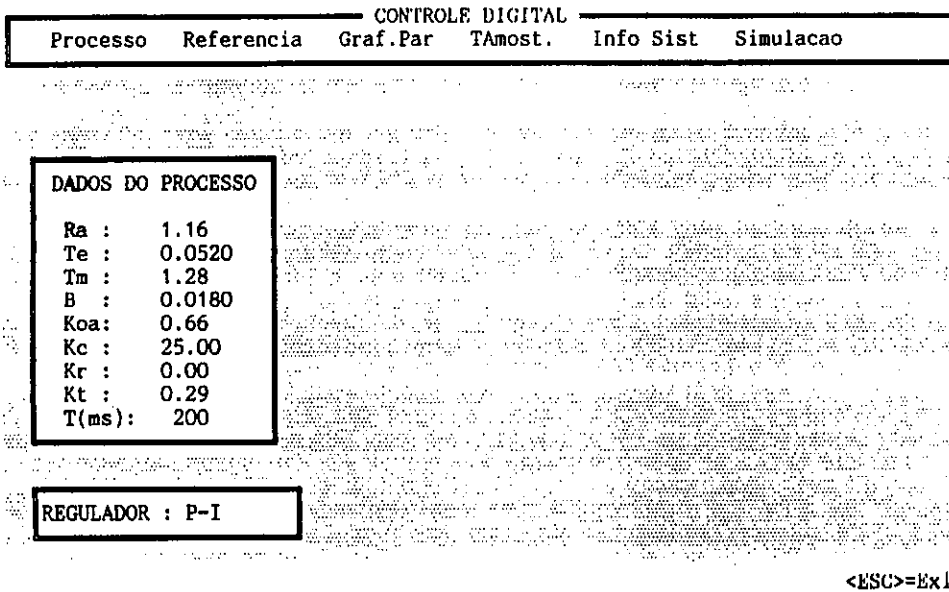 CONTROLE DIGITAL
Processo Referencia Graf.Par TAmost. Info Sist Simulacao
DADOS DO PROCESSO
Ra : 1.16
Te : 0.0520
Tm : 1.28
B : 0.0180
Koa: 0.66
Kc : 25.00
Kr : 0.00
Kt : 0.29
T(ms): 200
REGULADOR : P-I